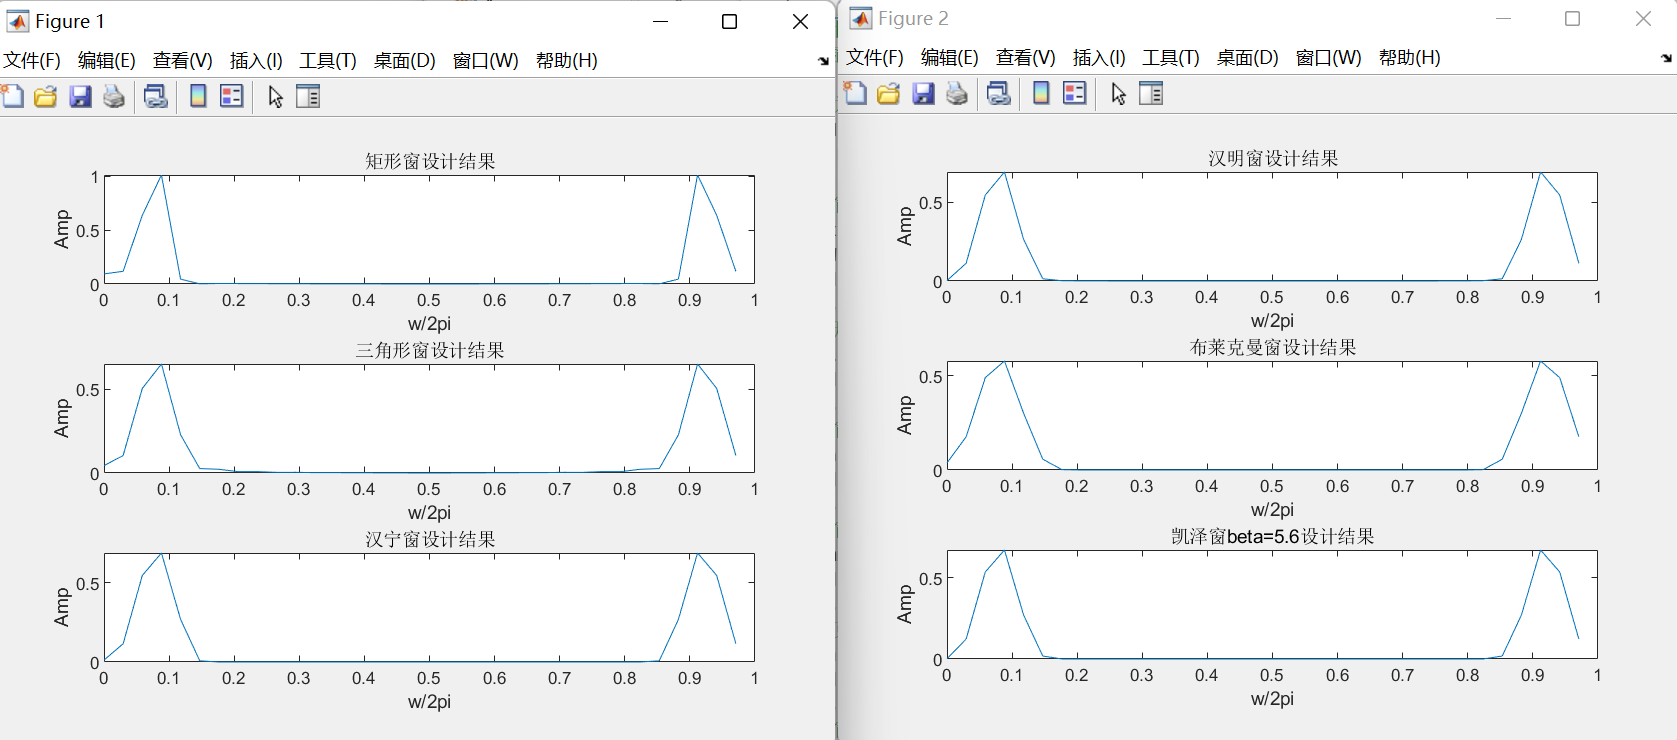 Figure 1
文件(F) 编辑(E) 查看(V) 插入(I) 工具(T) 桌面(D) 窗口(W) 帮助(H)
矩形窗设计结果
1
0.5
0
Amp
0 0.1 0.2 0.3 0.4 0.5 0.6 0.7 0.8 0.9 1
w/2pi
三角形窗设计结果
0.5
0
Amp
0 0.1 0.2 0.3 0.4 0.5 0.6 0.7 0.8 0.9 1
w/2pi
汉宁窗设计结果
0.5
0
Amp
0 0.1 0.2 0.3 0.4 0.5 0.6 0.7 0.8 0.9 1
w/2pi
Figure 2
文件(F) 编辑(E) 查看(V) 插入(I) 工具(T) 桌面(D) 窗口(W) 帮助(H)
汉明窗设计结果
0.5
0
Amp
0 0.1 0.2 0.3 0.4 0.5 0.6 0.7 0.8 0.9 1
w/2pi
布莱克曼窗设计结果
0.5
0
Amp
0 0.1 0.2 0.3 0.4 0.5 0.6 0.7 0.8 0.9 1
w/2pi
凯泽窗beta=5.6设计结果
0.5
0
Amp
0 0.1 0.2 0.3 0.4 0.5 0.6 0.7 0.8 0.9 1
w/2pi